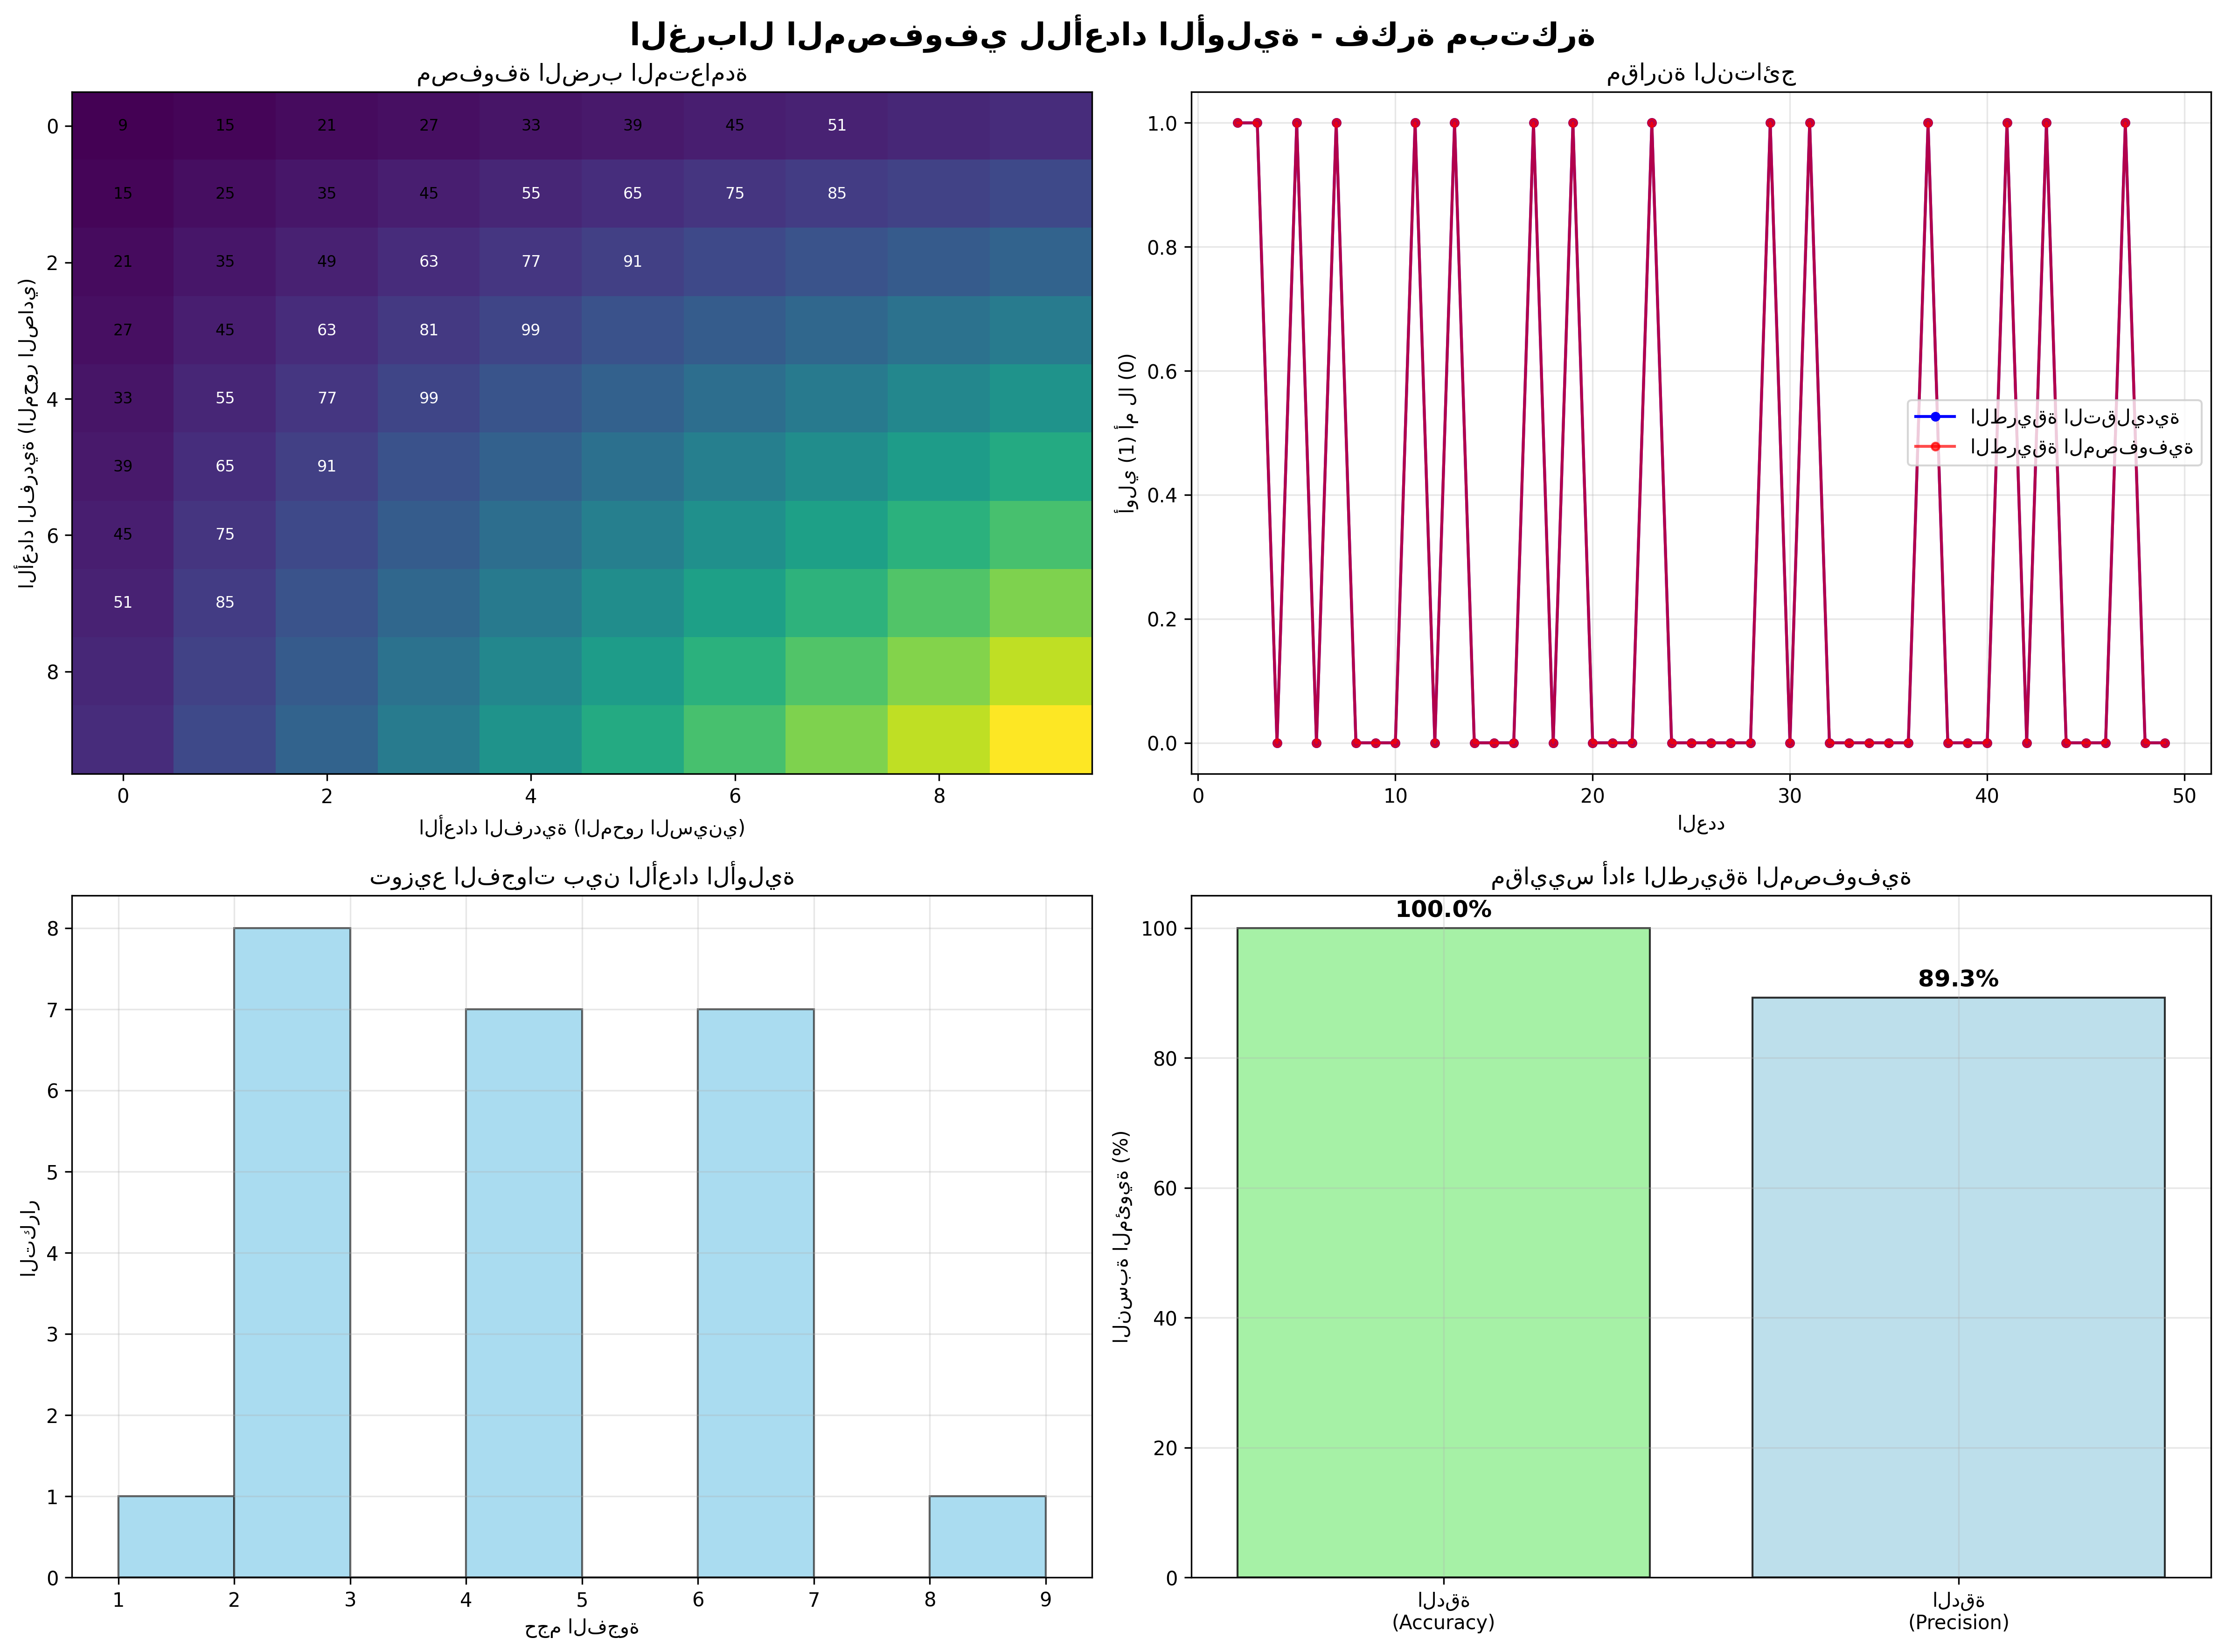 الغربال المصفوفي للأعداد الأولية - فكرة مبتكرة
مصفوفة الضرب المتعامدة
الأعداد الفردية (المحور الصادي)
0
2
4
6
8
9 15 21 27 33 39 45 51
15 25 35 45 55 65 75 85
21 35 49 63 77 91
27 45 63 81 99
33 55 77 99
39 65 91
45 75
51 85
0 2 4 6 8
الأعداد الفردية (المحور السيني)
مقارنة النتائج
أولي (1) أم لا (0)
1.0
0.8
0.6
0.4
0.2
0.0
الطريقة التقليدية
الطريقة المصفوفية
0 10 20 30 40 50
العدد
توزيع الفجوات بين الأعداد الأولية
التكرار
8
7
6
5
4
3
2
1
0
1 2 3 4 5 6 7 8 9
حجم الفجوة
مقاييس أداء الطريقة المصفوفية
النسبة المئوية (%)
100
80
60
40
20
0
100.0%
89.3%
الدقة
(Accuracy)
الدقة
(Precision)